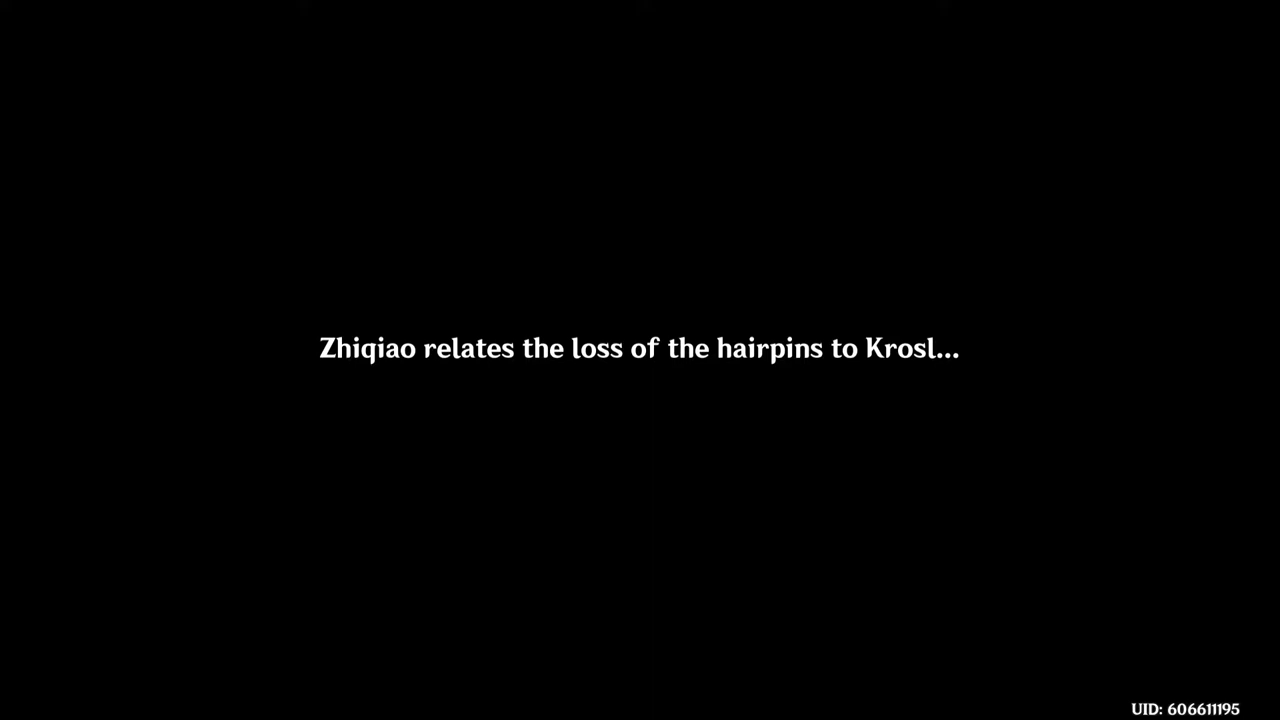 Zhiqiao relates the loss of the hairpins to Krosl...
UID: 606611195